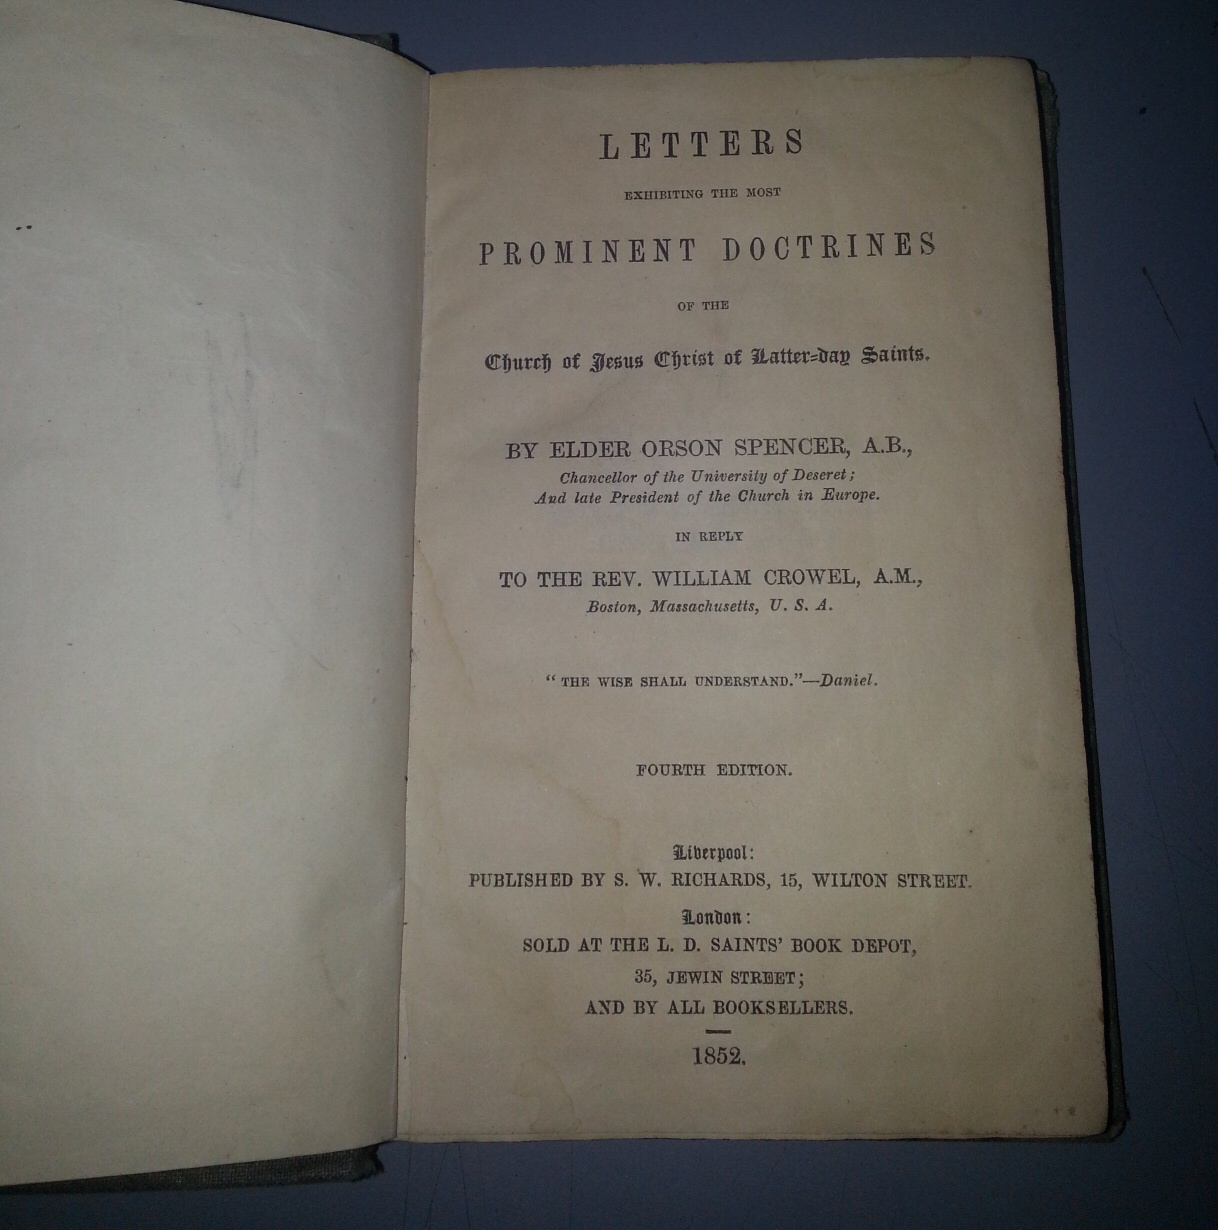 LETTERS
EXHIBITING THE MOST
PROMINENT DOCTRINES
OF THE
Church of Jesus Christ of Latter=day Saints.
BY ELDER ORSON SPENCER, A.B.,
Chancellor of the University of Deseret;
And late President of the Church in Europe.
IN REPLY
TO THE REV. WILLIAM CROWEL, A.M.,
Boston, Massachusetts, U. S. A.
“ THE WISE SHALL UNDERSTAND.”—Daniel.
FOURTH EDITION.
Liverpool:
PUBLISHED BY S. W. RICHARDS, 15, WILTON STREET.
London:
SOLD AT THE L. D. SAINTS’ BOOK DEPOT,
35, JEWIN STREET;
AND BY ALL BOOKSELLERS.
1852.